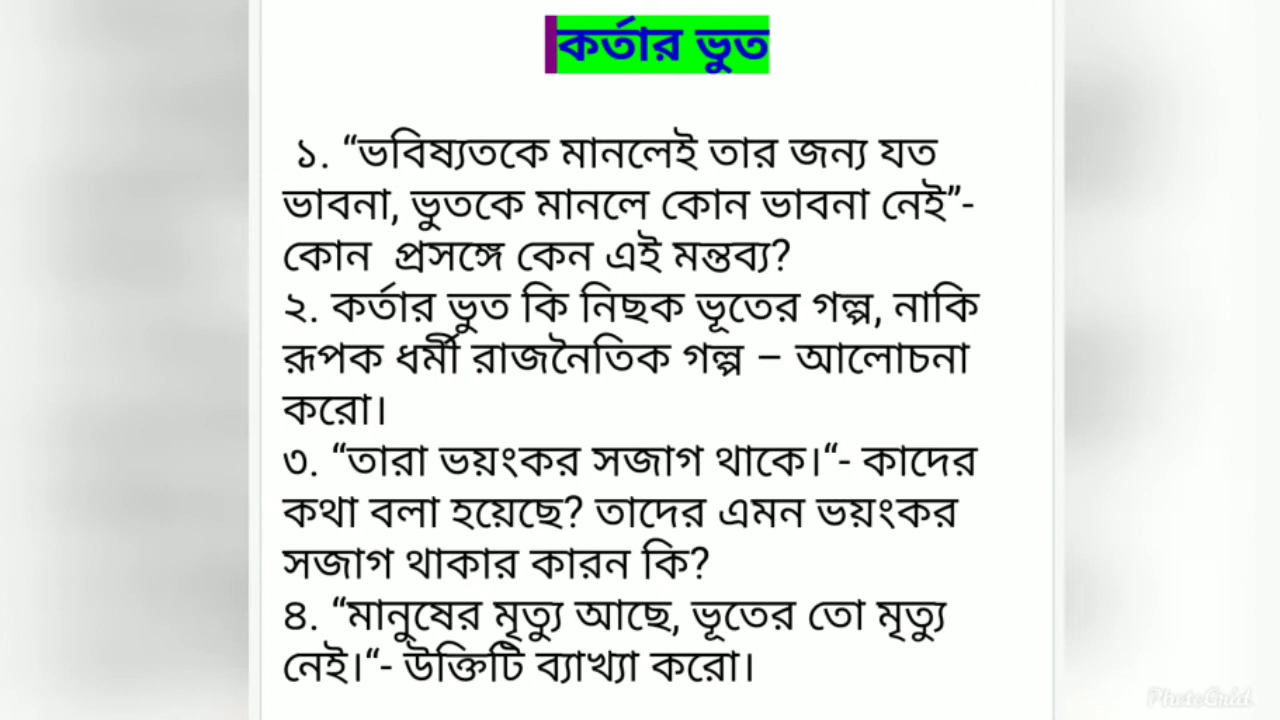 কর্তার ভুত
১. “ভবিষ্যতকে মানলেই তার জন্য যত
ভাবনা, ভুতকে মানলে কোন ভাবনা নেই”-
কোন প্রসঙ্গে কেন এই মন্তব্য?
২. কর্তার ভুত কি নিছক ভূতের গল্প, নাকি
রূপক ধর্মী রাজনৈতিক গল্প – আলোচনা
করো।
৩. “তারা ভয়ংকর সজাগ থাকে।“- কাদের
কথা বলা হয়েছে? তাদের এমন ভয়ংকর
সজাগ থাকার কারন কি?
৪. “মানুষের মৃত্যু আছে, ভূতের তো মৃত্যু
নেই।“- উক্তিটি ব্যাখ্যা করো।
PhotoGrid